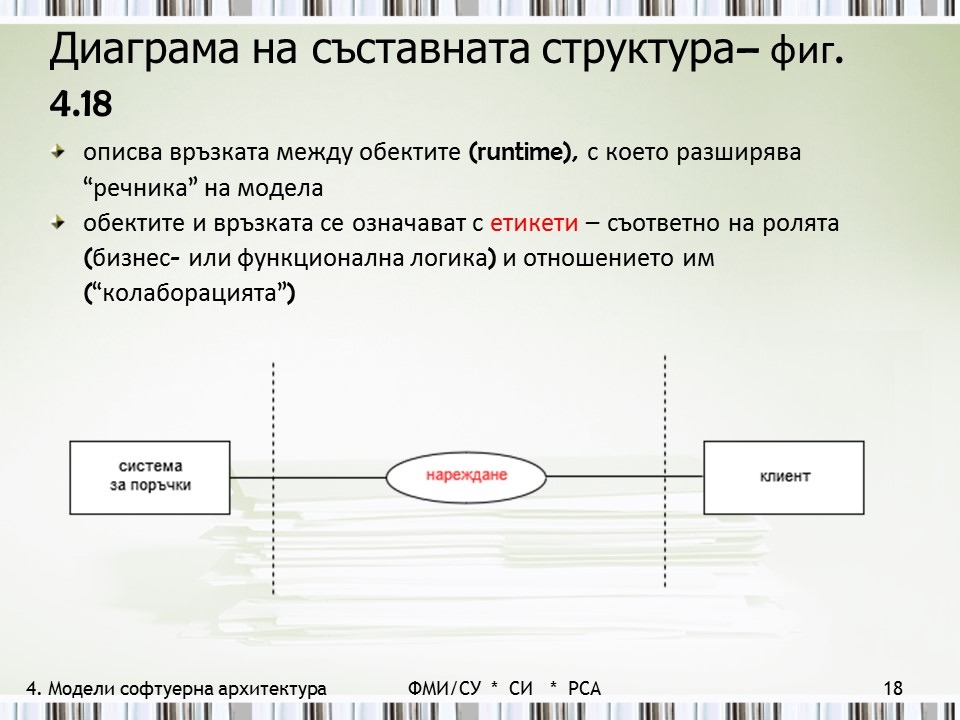 Диаграма на съставната структура– фиг.
4.18
описва връзката между обектите (runtime), с което разширява
“речника” на модела
обектите и връзката се означават с етикети – съответно на ролята
(бизнес- или функционална логика) и отношението им
(“колаборацията”)
система
за поръчки
нареждане
клиент
4. Модели софтуерна архитектура
ФМИ/СУ * СИ * РСА
18